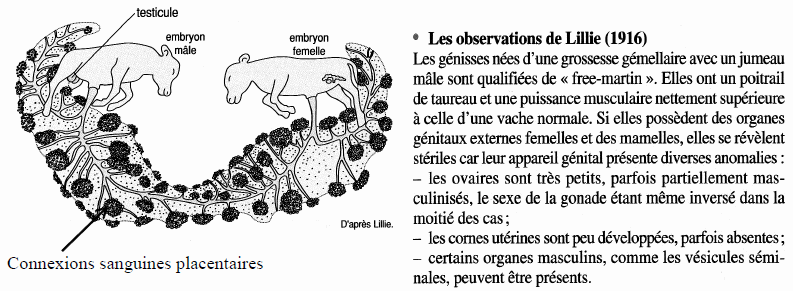 testicule
embryon
mâle
embryon
femelle
D'après Lillie.
Connexions sanguines placentaires
• Les observations de Lillie (1916)
Les génisses nées d'une grossesse gémellaire avec un jumeau
mâle sont qualifiées de « free-martin ». Elles ont un poitrail
de taureau et une puissance musculaire nettement supérieure
à celle d'une vache normale. Si elles possèdent des organes
génitaux externes femelles et des mamelles, elles se révèlent
stériles car leur appareil génital présente diverses anomalies :
– les ovaires sont très petits, parfois partiellement mas-
culinisés, le sexe de la gonade étant même inversé dans la
moitié des cas ;
– les cornes utérines sont peu développées, parfois absentes ;
– certains organes masculins, comme les vésicules sémi-
nales, peuvent être présents.